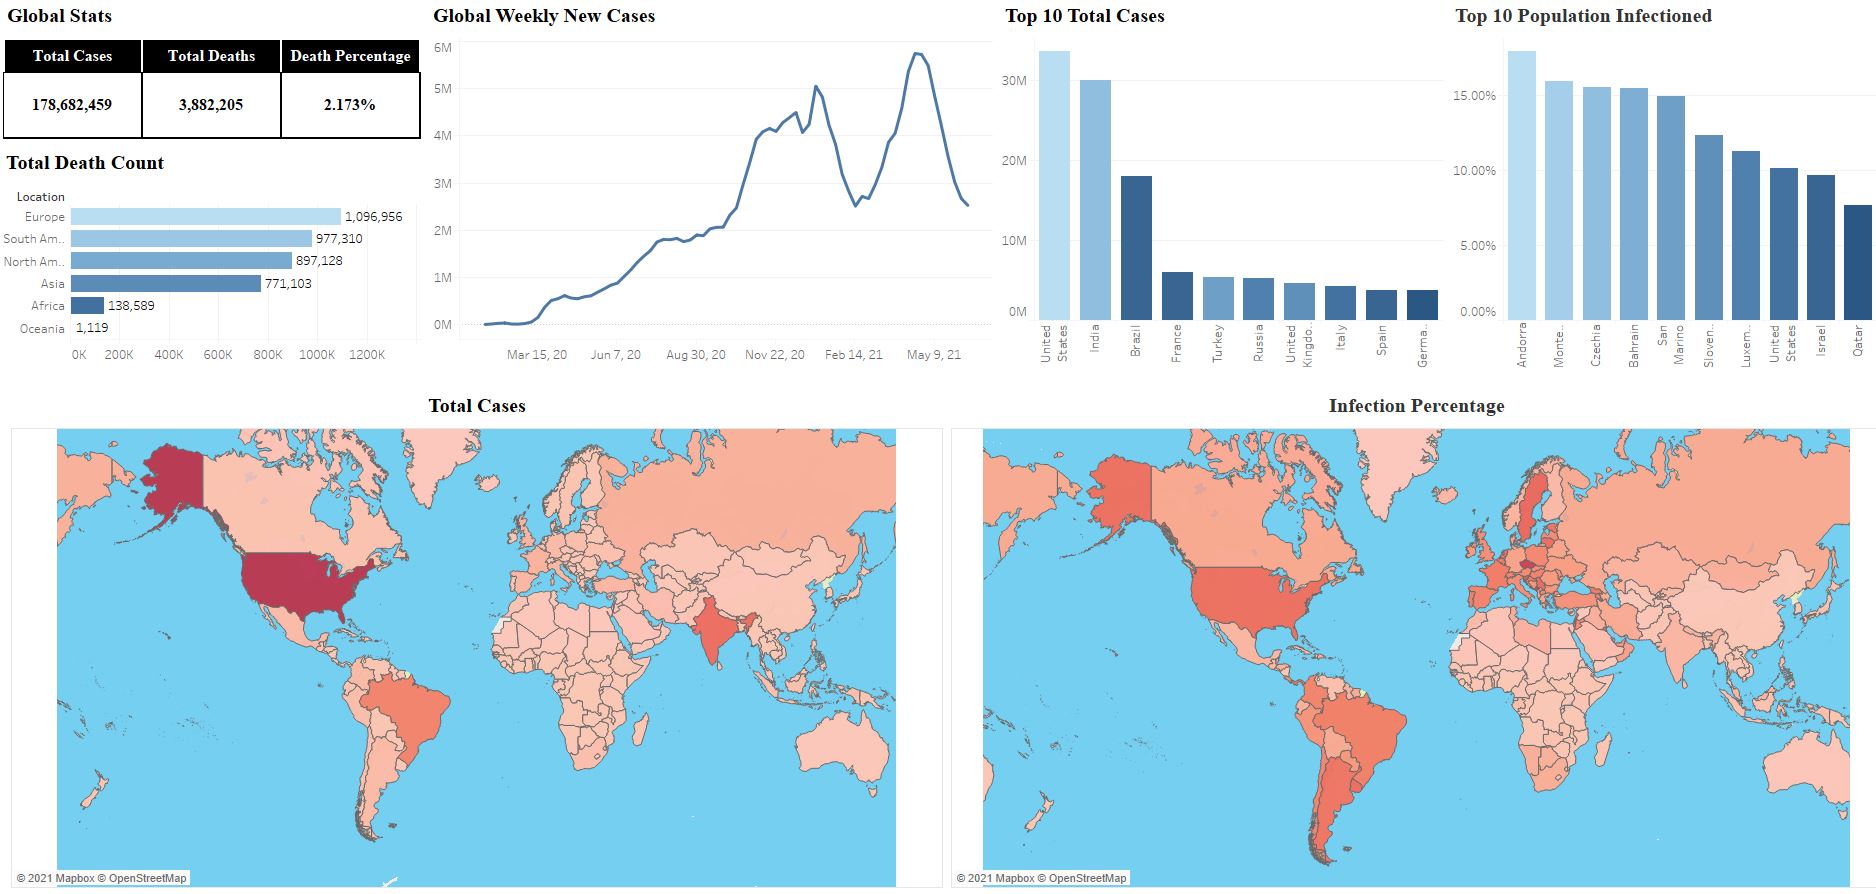 Global Stats
Total Cases Total Deaths Death Percentage
178,682,459 3,882,205 2.173%
Total Death Count
Location
Europe 1,096,956
South Am.. 977,310
North Am.. 897,128
Asia 771,103
Africa 138,589
Oceania 1,119
0K 200K 400K 600K 800K 1000K 1200K
Global Weekly New Cases
6M
5M
4M
3M
2M
1M
0M
Mar 15, 20 Jun 7, 20 Aug 30, 20 Nov 22, 20 Feb 14, 21 May 9, 21
Top 10 Total Cases
30M
20M
10M
0M
United
States
India
Brazil
France
Turkey
Russia
United
Kingdo..
Italy
Spain
Germa..
Top 10 Population Infectioned
15.00%
10.00%
5.00%
0.00%
Andorra
Monte..
Czechia
Bahrain
San
Marino
Sloven..
Luxem..
United
States
Israel
Qatar
Total Cases
© 2021 Mapbox © OpenStreetMap
Infection Percentage
© 2021 Mapbox © OpenStreetMap